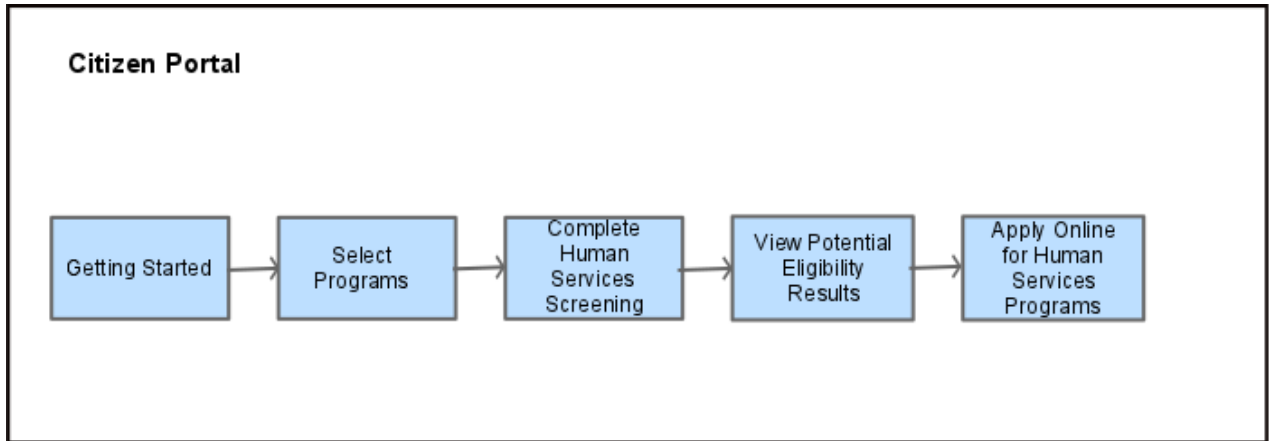 Citizen Portal
Getting Started
Select
Programs
Complete
Human
Services
Screening
View Potential
Eligibility
Results
Apply Online
for Human
Services
Programs